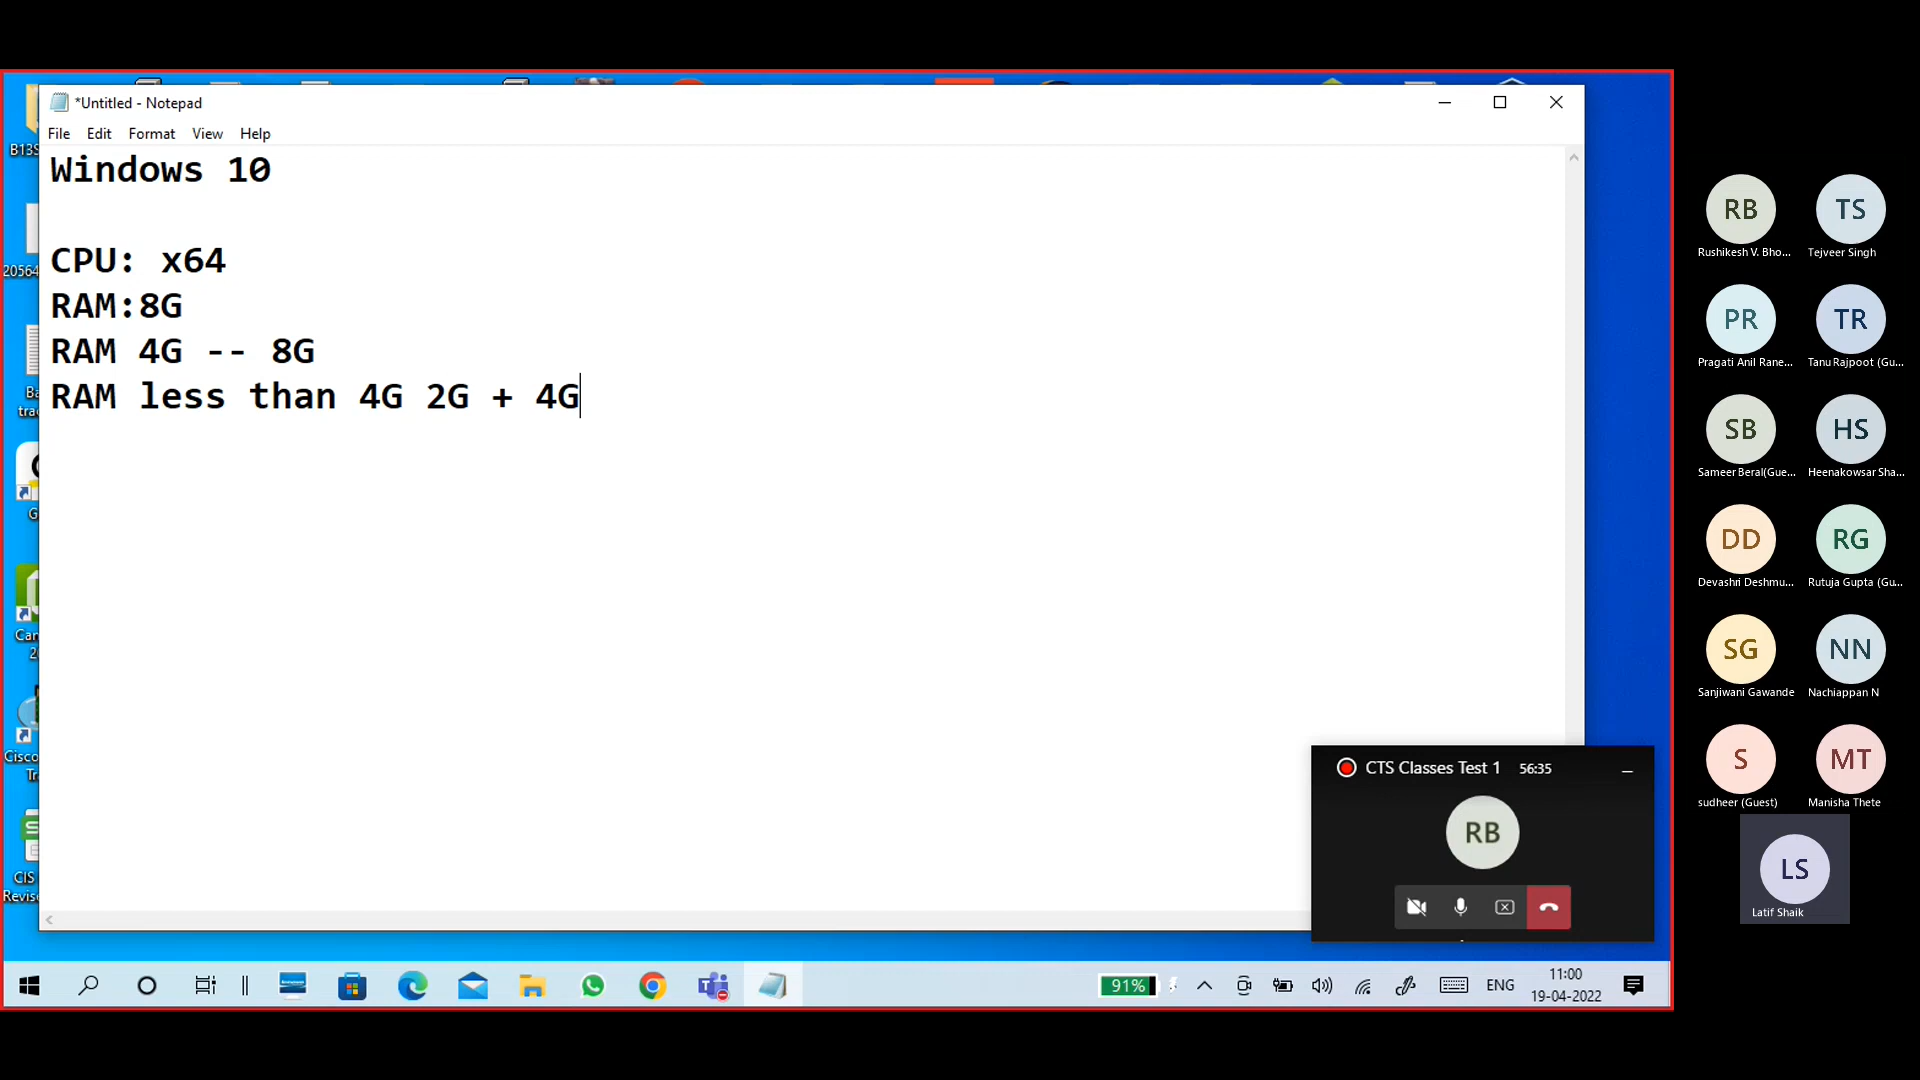 *Untitled - Notepad
File Edit Format View Help
Windows 10
CPU: x64
RAM:8G
RAM 4G -- 8G
RAM less than 4G 2G + 4G
CTS Classes Test 1 56:35
RB
91%
ENG
11:00
19-04-2022
RB
Rushikesh V. Bho...
TS
Tejveer Singh
PR
Pragati Anil Rane...
TR
Tanu Rajpoot (Gu...
SB
Sameer Beral(Gue...
HS
Heenakowsar Sha...
DD
Devashri Deshmu...
RG
Rutuja Gupta (Gu...
SG
Sanjiwani Gawande
NN
Nachiappan N
S
sudheer (Guest)
MT
Manisha Thete
LS
Latif Shaik